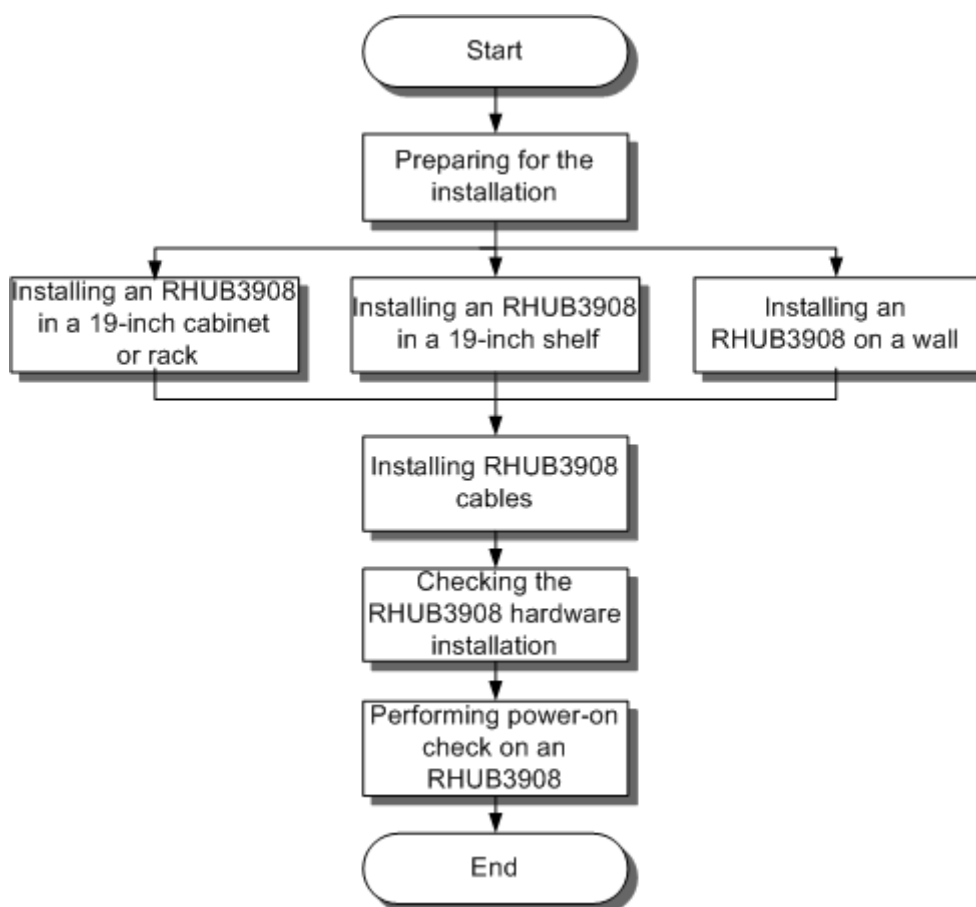 Start
Preparing for the
installation
Installing an RHUB3908
in a 19-inch cabinet
or rack
Installing an RHUB3908
in a 19-inch shelf
Installing an
RHUB3908 on a wall
Installing RHUB3908
cables
Checking the
RHUB3908 hardware
installation
Performing power-on
check on an
RHUB3908
End